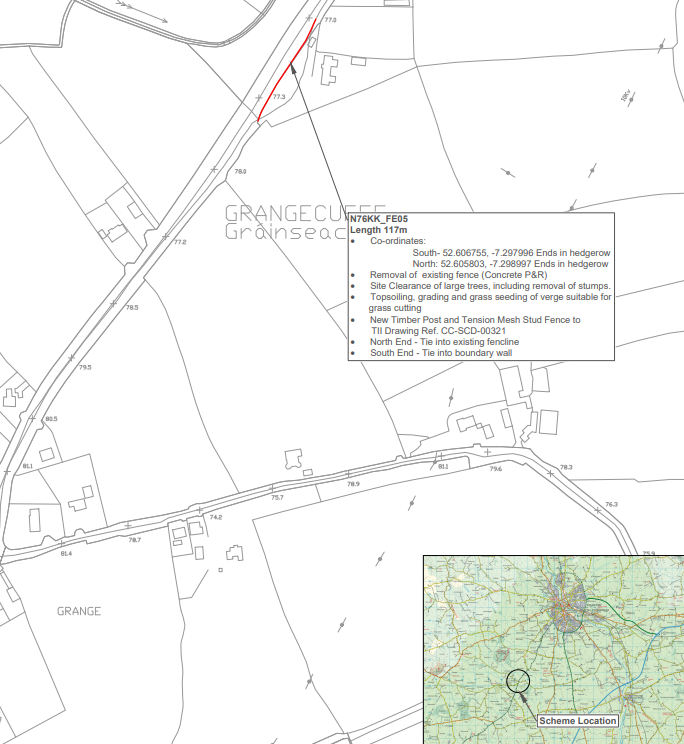 77.0
77.3
10Kv
78.0
GRANGECUFFE
Gráinseac
N76KK_FE05
Length 117m
• Co-ordinates:
South- 52.606755, -7.297996 Ends in hedgerow
North: 52.605803, -7.298997 Ends in hedgerow
• Removal of existing fence (Concrete P&R)
• Site Clearance of large trees, including removal of stumps.
• Topsoiling, grading and grass seeding of verge suitable for
grass cutting
• New Timber Post and Tension Mesh Stud Fence to
TII Drawing Ref. CC-SCD-00321
• North End - Tie into existing fencline
• South End - Tie into boundary wall
77.2
78.5
79.5
80.5
81.1
81.1
79.6
78.3
78.9
75.7
76.3
74.2
78.7
81.4
75.9
GRANGE
Scheme Location